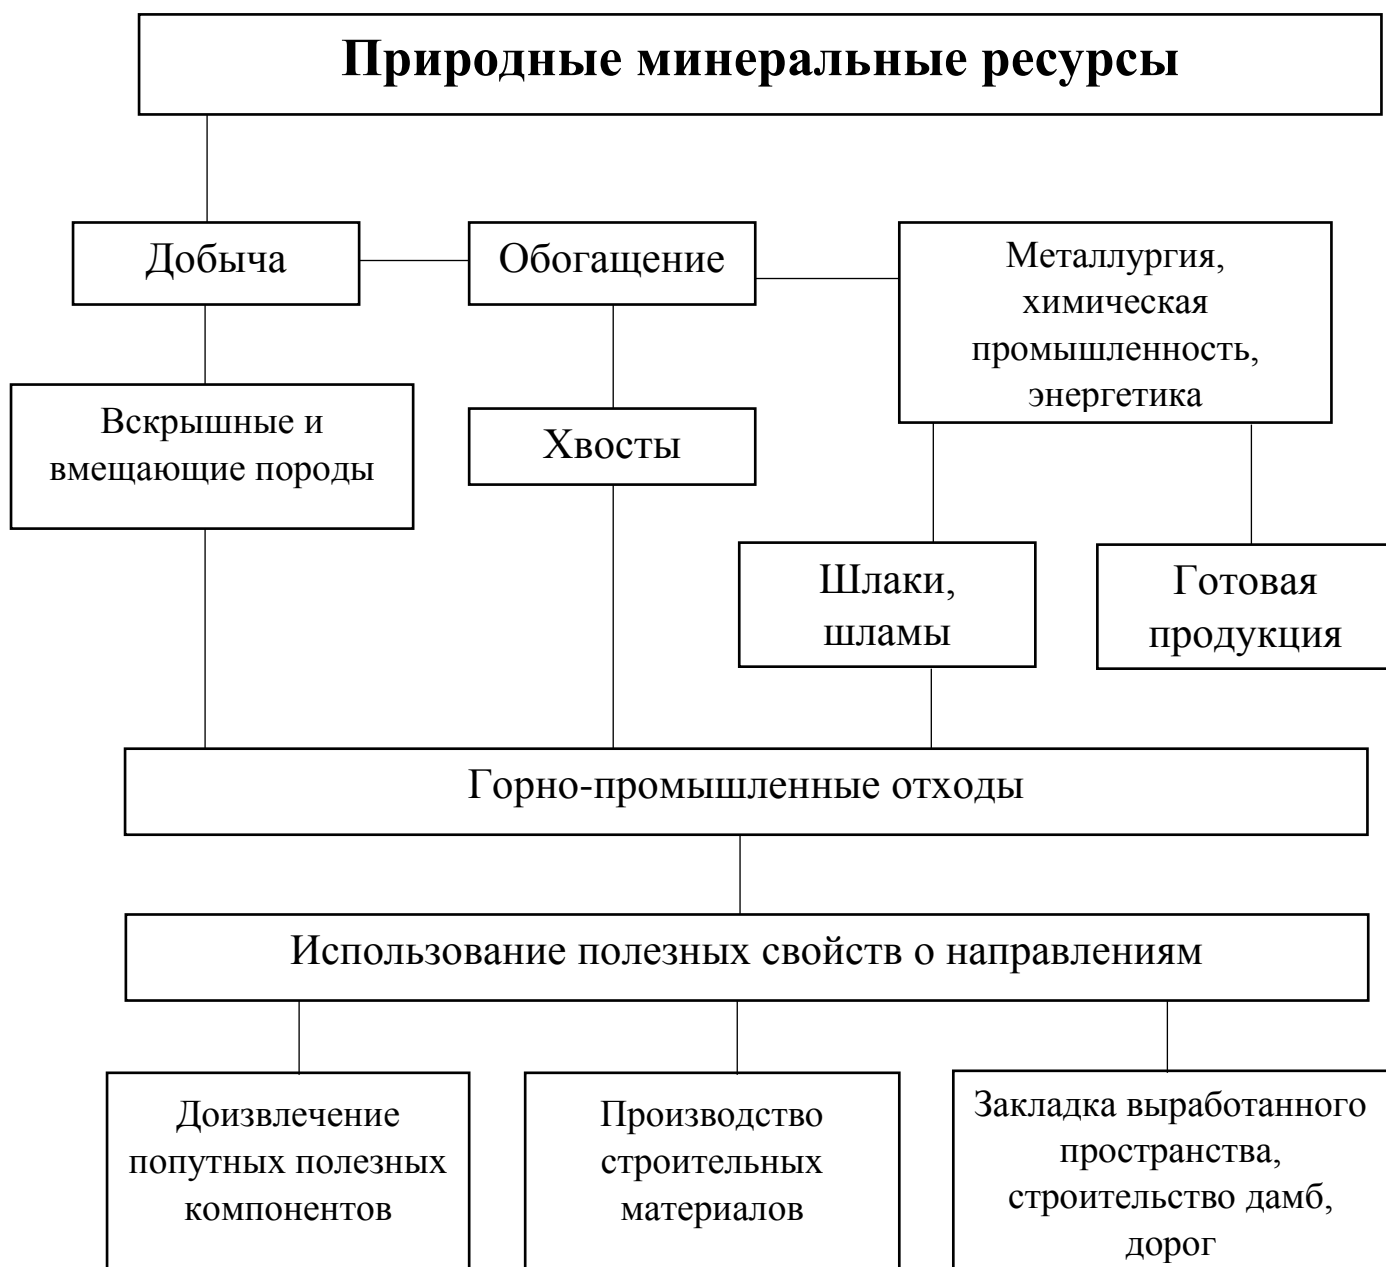 Природные минеральные ресурсы
Добыча
Обогащение
Металлургия,
химическая
промышленность,
энергетика
Вскрышные и
вмещающие породы
Хвосты
Шлаки,
шламы
Готовая
продукция
Горно-промышленные отходы
Использование полезных свойств о направлениям
Доизвлечение
попутных полезных
компонентов
Производство
строительных
материалов
Закладка выработанного
пространства,
строительство дамб,
дорог